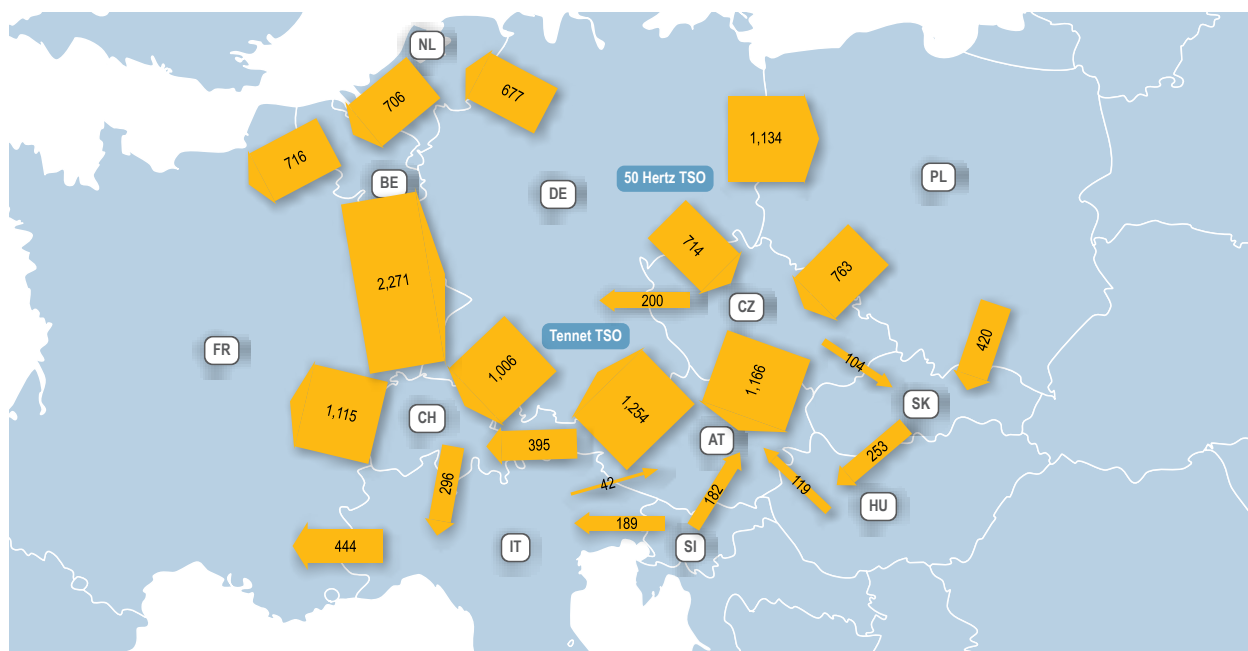 NL
706
677
716
1,134
BE
DE
50 Hertz TSO
PL
714
763
2,271
200
CZ
Tennet TSO
420
FR
1,006
104
1,166
SK
1,115
CH
1,254
AT
395
253
296
42
182
119
HU
189
444
IT
SI